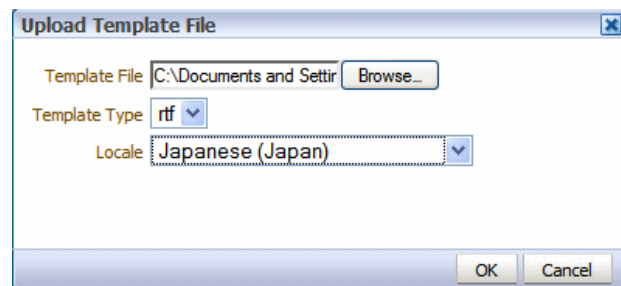 Upload Template File
Template File C:\Documents and Settir Browse...
Template Type rtf
Locale Japanese (Japan)
OK Cancel